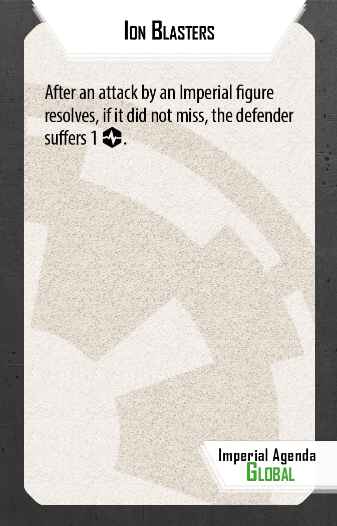 Ion Blasters
After an attack by an Imperial figure
resolves, if it did not miss, the defender
suffers 1 .
Imperial Agenda
Global